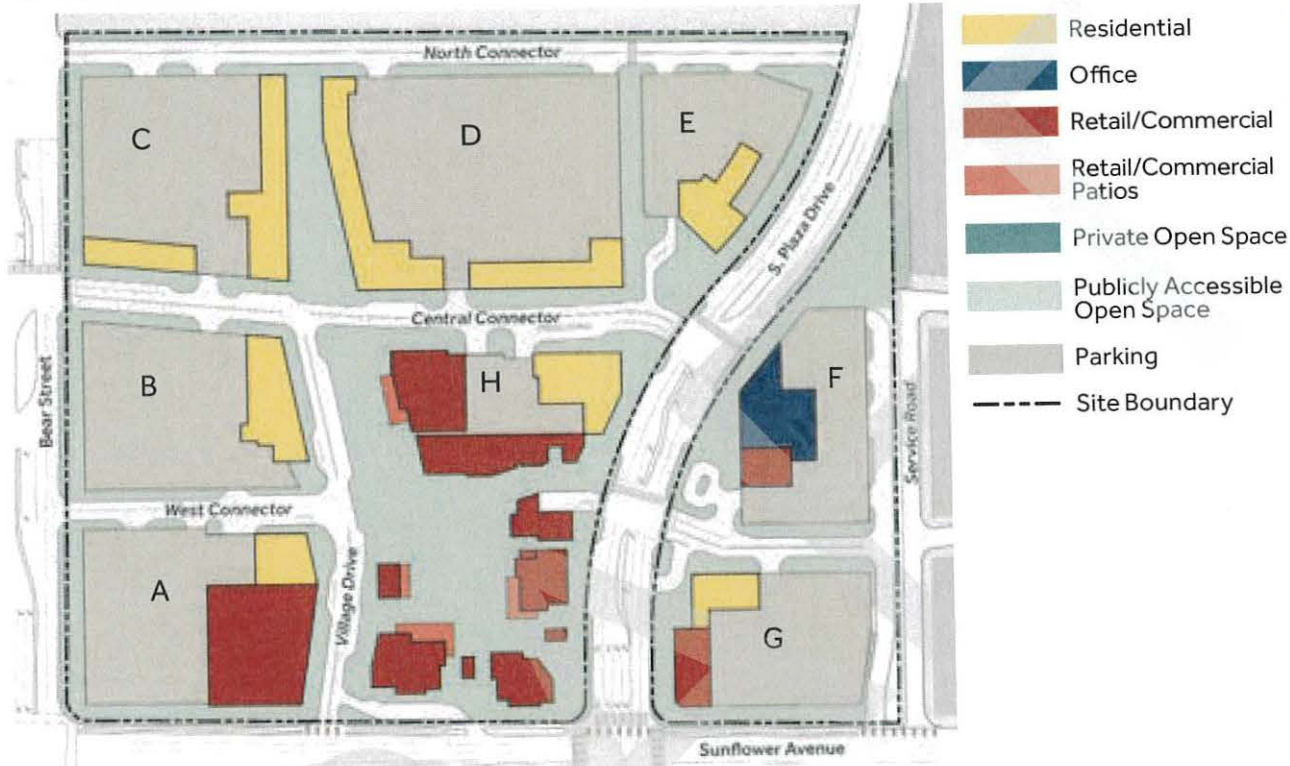 North Connector
C
D
E
S. Plaza Drive
Central Connector
B
H
F
Bear Street
Service Road
West Connector
A
Village Drive
G
Sunflower Avenue
Residential
Office
Retail/Commercial
Retail/Commercial
Patios
Private Open Space
Publicly Accessible
Open Space
Parking
Site Boundary